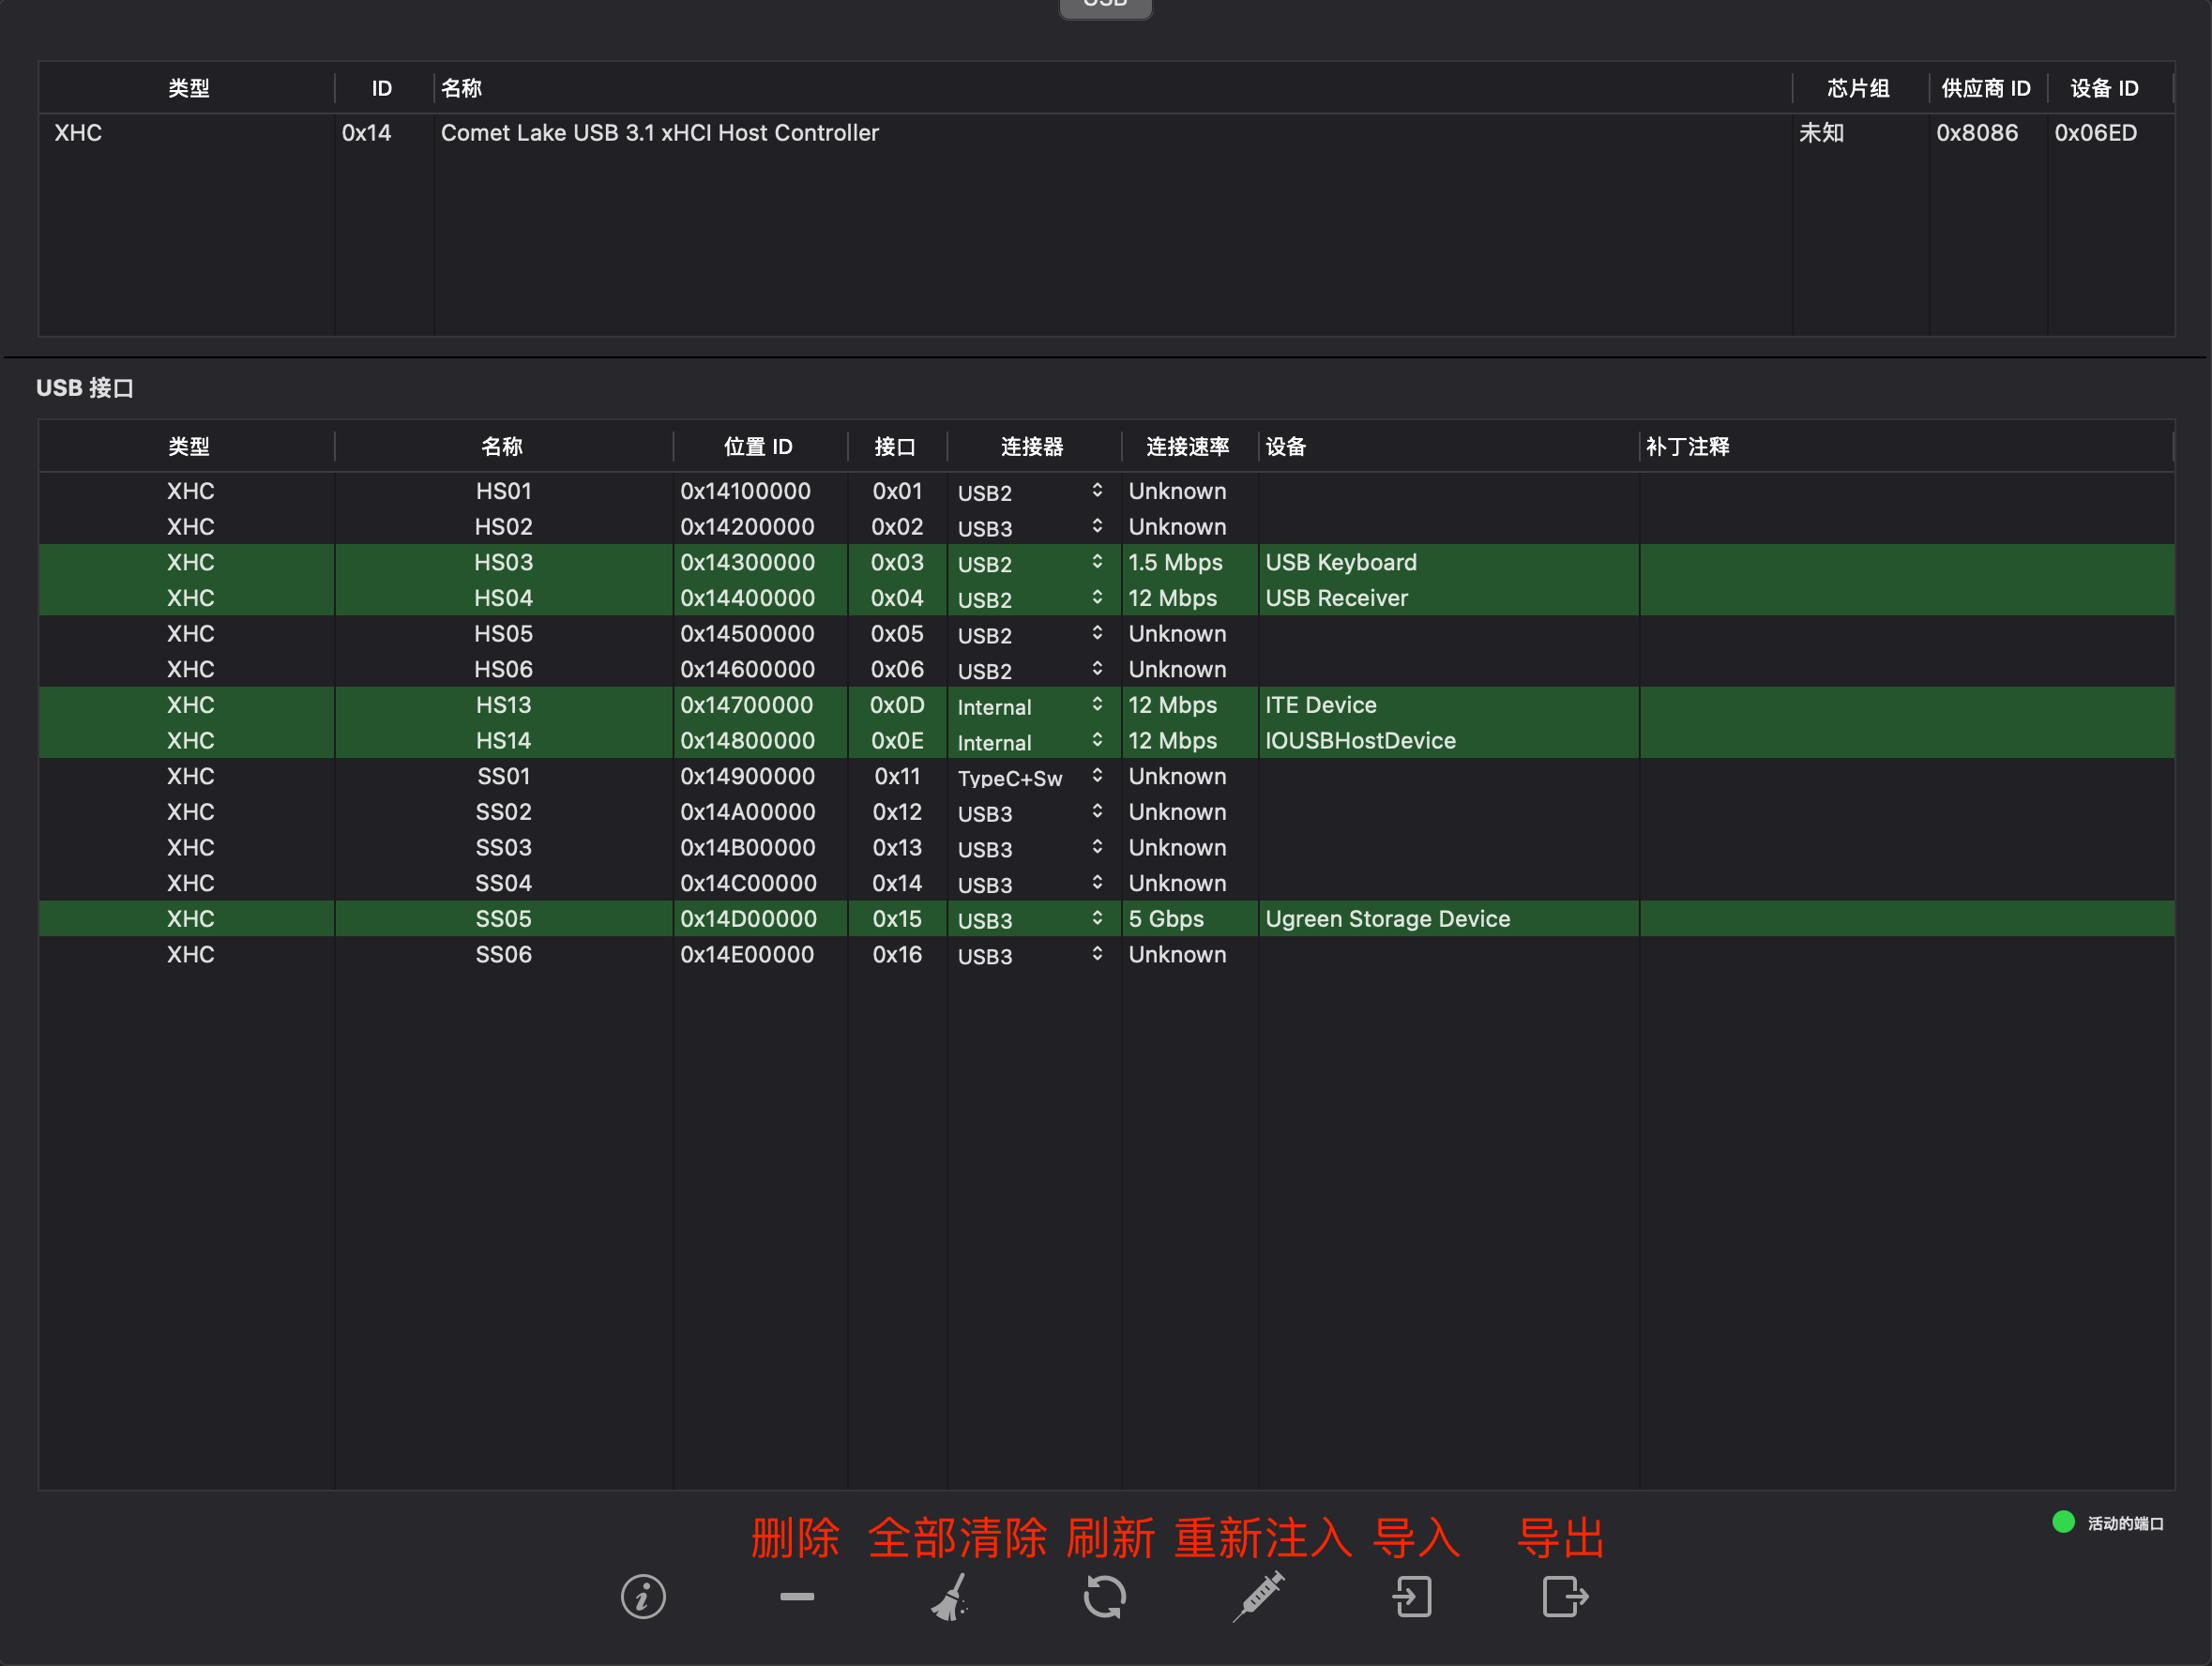 USB
类型 ID 名称 芯片组 供应商 ID 设备 ID
XHC 0x14 Comet Lake USB 3.1 xHCI Host Controller 未知 0x8086 0x06ED
USB 接口
类型 名称 位置 ID 接口 连接器 连接速率 设备 补丁注释
XHC HS01 0x14100000 0x01 USB2 Unknown
XHC HS02 0x14200000 0x02 USB3 Unknown
XHC HS03 0x14300000 0x03 USB2 1.5 Mbps USB Keyboard
XHC HS04 0x14400000 0x04 USB2 12 Mbps USB Receiver
XHC HS05 0x14500000 0x05 USB2 Unknown
XHC HS06 0x14600000 0x06 USB2 Unknown
XHC HS13 0x14700000 0x0D Internal 12 Mbps ITE Device
XHC HS14 0x14800000 0x0E Internal 12 Mbps IOUSBHostDevice
XHC SS01 0x14900000 0x11 TypeC+Sw Unknown
XHC SS02 0x14A00000 0x12 USB3 Unknown
XHC SS03 0x14B00000 0x13 USB3 Unknown
XHC SS04 0x14C00000 0x14 USB3 Unknown
XHC SS05 0x14D00000 0x15 USB3 5 Gbps Ugreen Storage Device
XHC SS06 0x14E00000 0x16 USB3 Unknown
活动的端口
删除 全部清除 刷新 重新注入 导入 导出